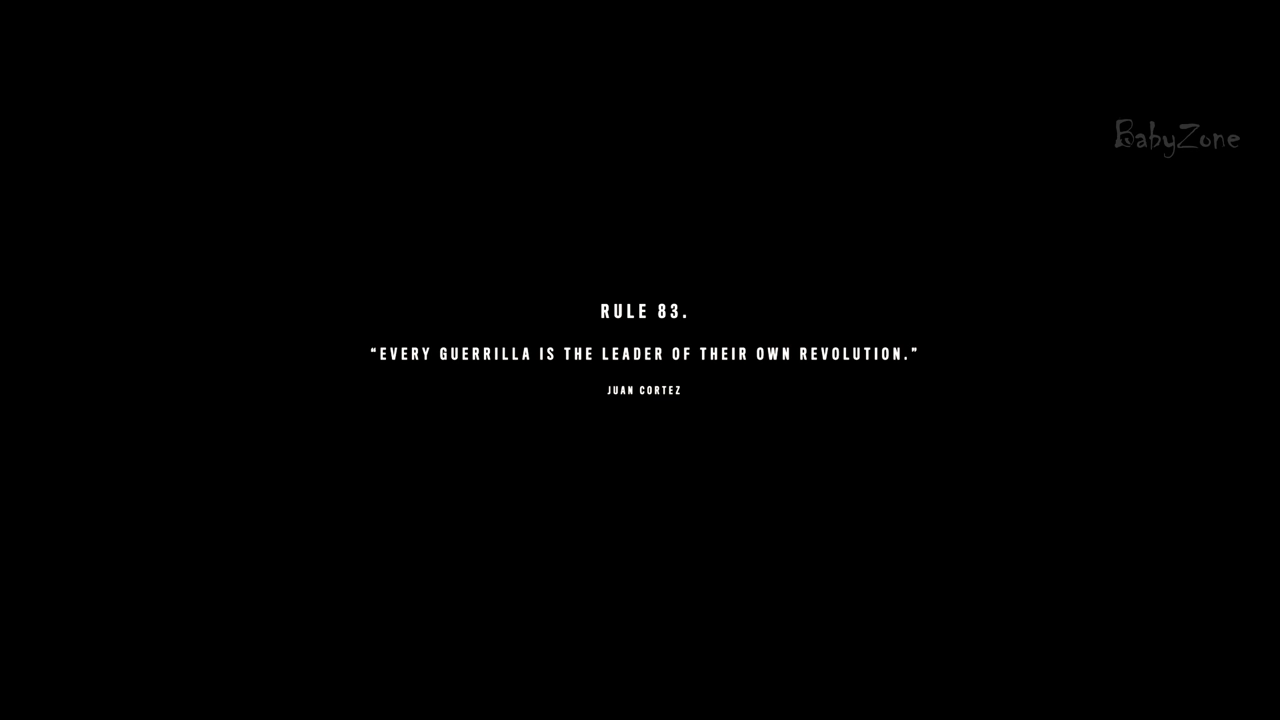 BabyZone
RULE 83.
“EVERY GUERRILLA IS THE LEADER OF THEIR OWN REVOLUTION.”
JUAN CORTEZ